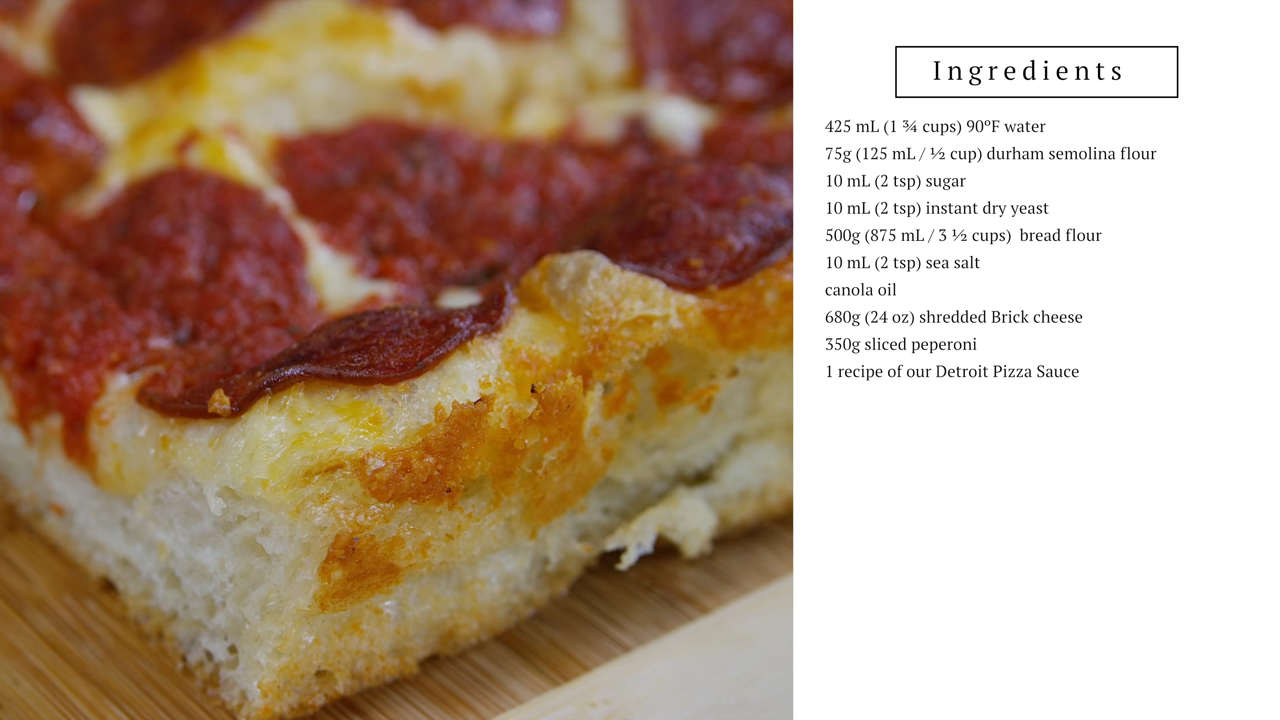 Ingredients
425 mL (1 ¾ cups) 90ºF water
75g (125 mL / ½ cup) durham semolina flour
10 mL (2 tsp) sugar
10 mL (2 tsp) instant dry yeast
500g (875 mL / 3 ½ cups)  bread flour
10 mL (2 tsp) sea salt
canola oil
680g (24 oz) shredded Brick cheese
350g sliced peperoni
1 recipe of our Detroit Pizza Sauce